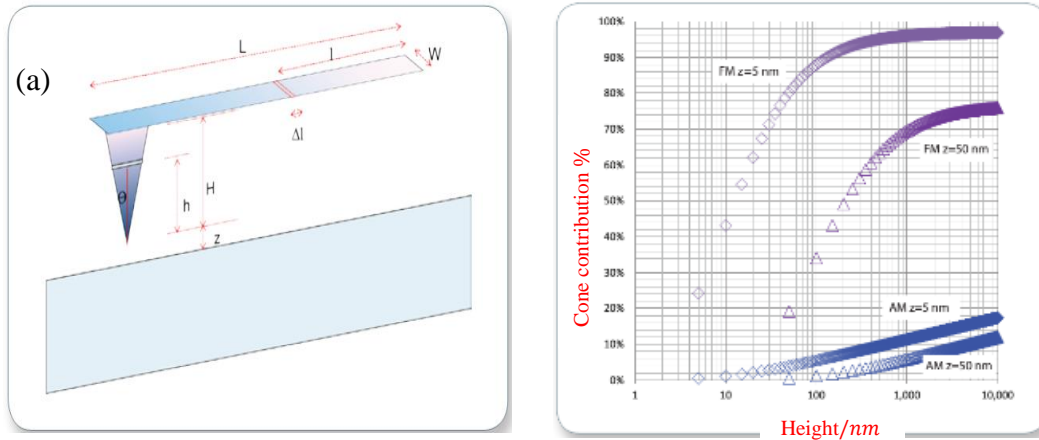 (a)
L
l
W
Δl
H
h
θ
z
100%
90%
80%
70%
60%
50%
40%
30%
20%
10%
0%
Cone contribution %
FM z=5 nm
FM z=50 nm
AM z=5 nm
AM z=50 nm
1
10
100
1,000
10,000
Height/nm